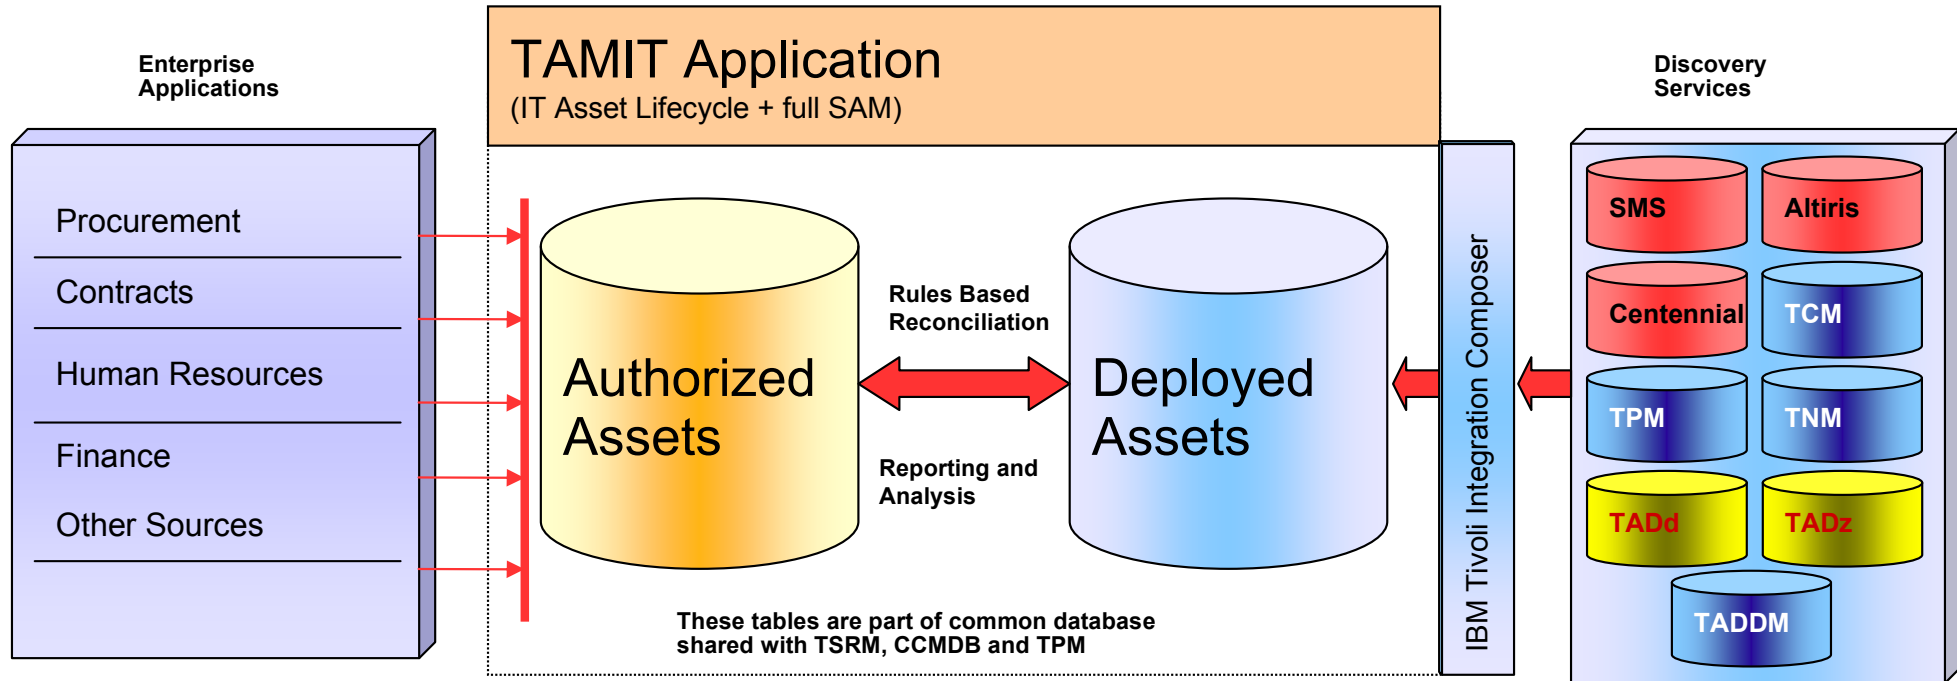 Enterprise
Applications
TAMIT Application
(IT Asset Lifecycle + full SAM)
Discovery
Services
Procurement
Contracts
Human Resources
Finance
Other Sources
Authorized
Assets
Rules Based
Reconciliation
Reporting and
Analysis
Deployed
Assets
These tables are part of common database
shared with TSRM, CCMDB and TPM
IBM Tivoli Integration Composer
SMS
Altiris
Centennial
TCM
TPM
TNM
TADd
TADz
TADDM